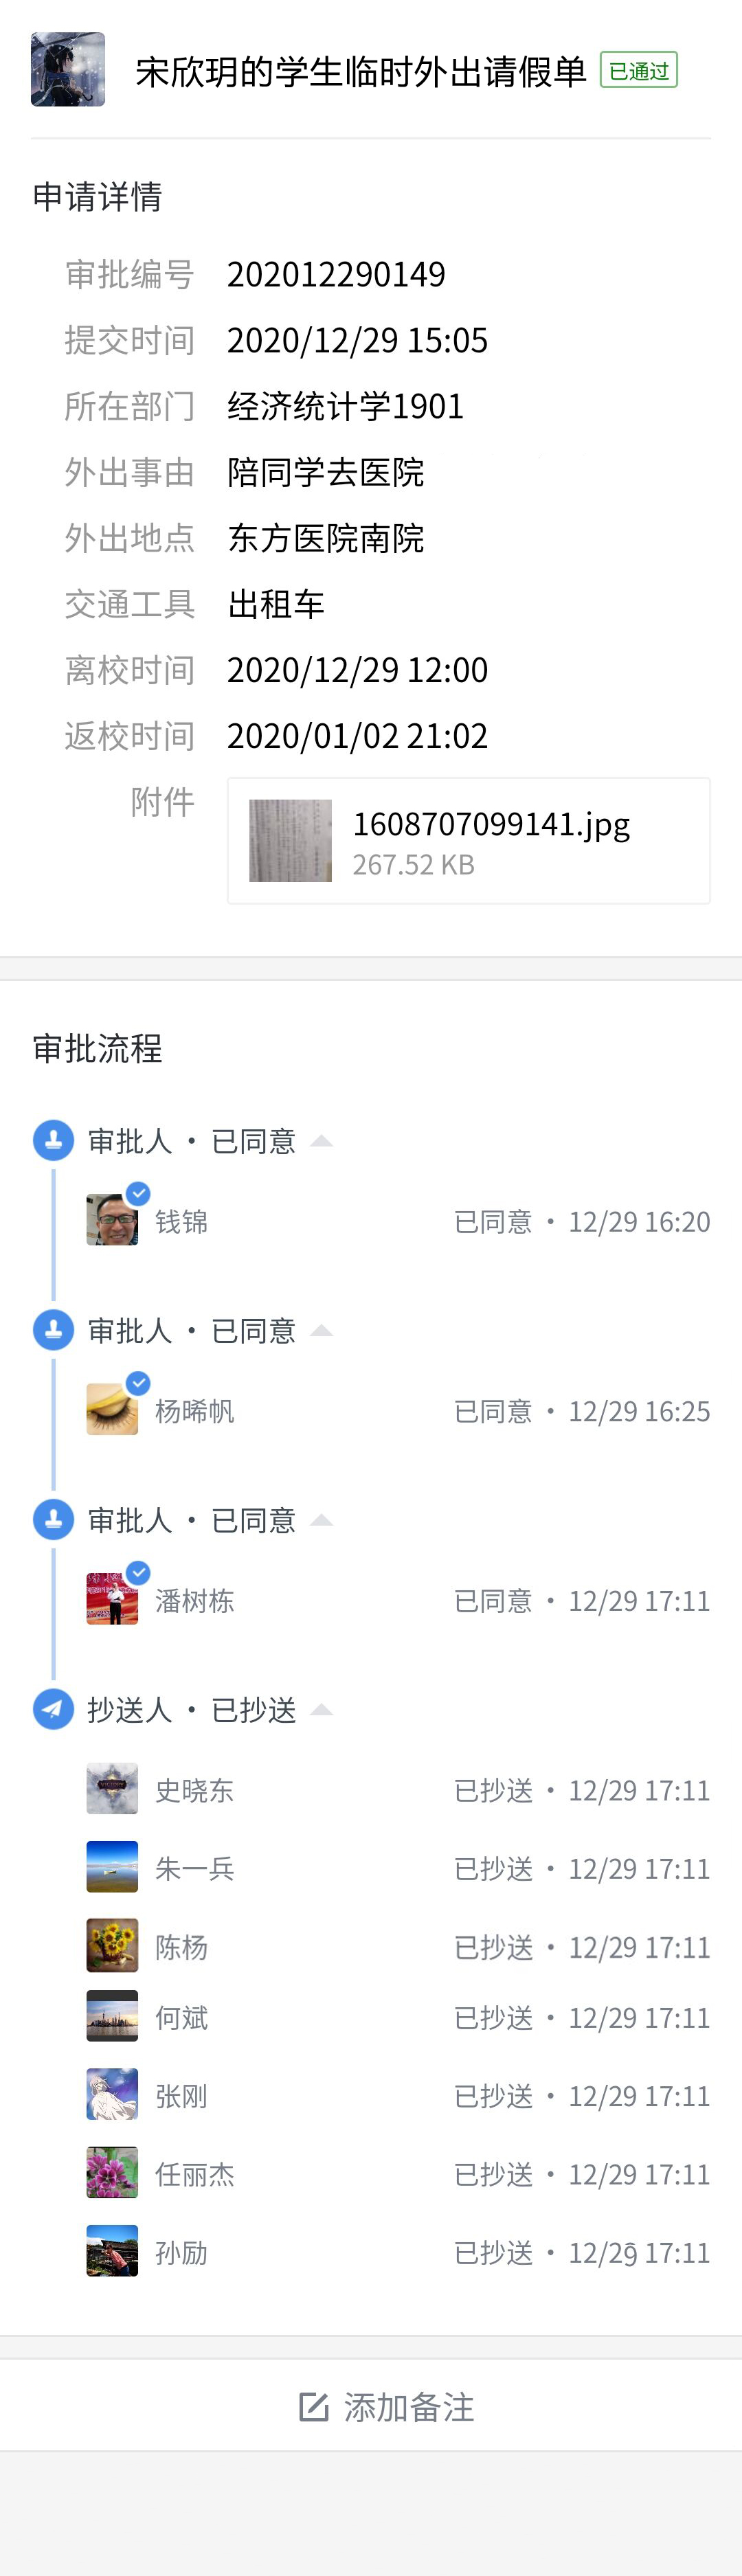 宋欣玥的学生临时外出请假单 已通过
申请详情
审批编号 202012290149
提交时间 2020/12/29 15:05
所在部门 经济统计学1901
外出事由 陪同学去医院
外出地点 东方医院南院
交通工具 出租车
离校时间 2020/12/29 12:00
返校时间 2020/01/02 21:02
附件 1608707099141.jpg
267.52 KB
审批流程
审批人 · 已同意
钱锦 已同意 · 12/29 16:20
审批人 · 已同意
杨晞帆 已同意 · 12/29 16:25
审批人 · 已同意
潘树栋 已同意 · 12/29 17:11
抄送人 · 已抄送
史晓东 已抄送 · 12/29 17:11
朱一兵 已抄送 · 12/29 17:11
陈杨 已抄送 · 12/29 17:11
何斌 已抄送 · 12/29 17:11
张刚 已抄送 · 12/29 17:11
任丽杰 已抄送 · 12/29 17:11
孙励 已抄送 · 12/29 17:11
添加备注